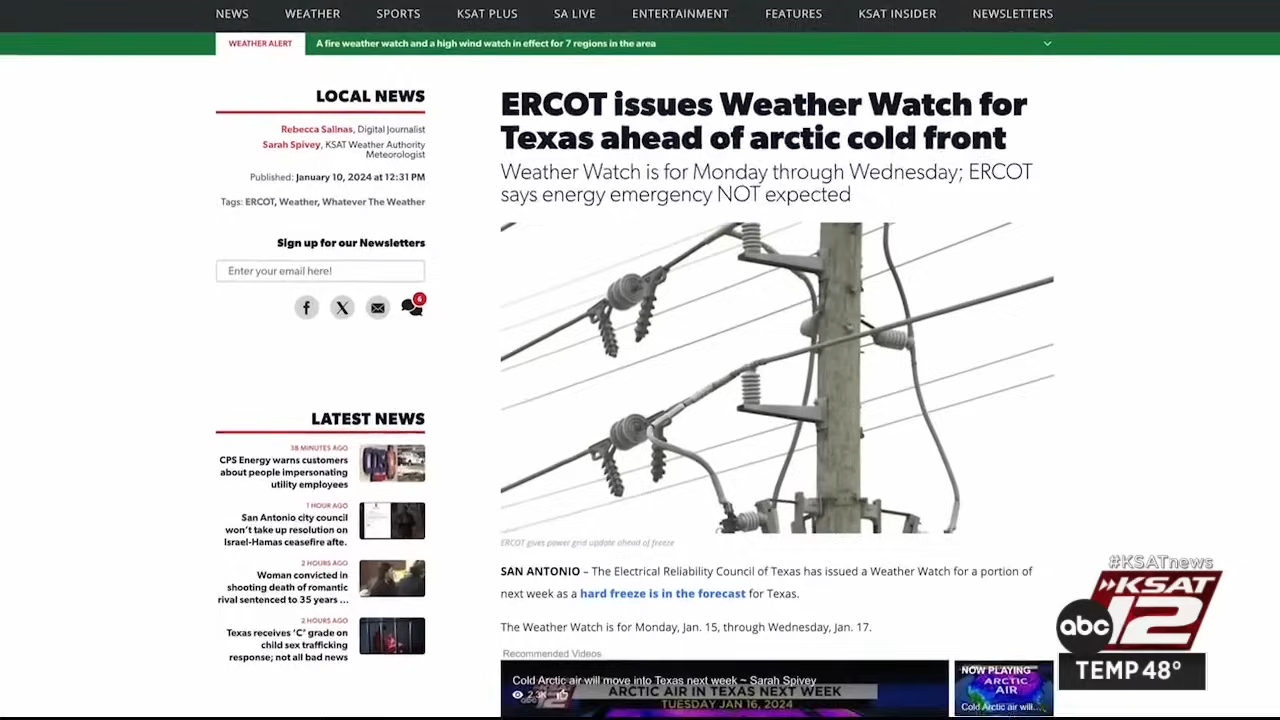 NEWS WEATHER SPORTS KSAT PLUS SA LIVE ENTERTAINMENT FEATURES KSAT INSIDER NEWSLETTERS
WEATHER ALERT A fire weather watch and a high wind watch in effect for 7 regions in the area
LOCAL NEWS
Rebecca Salinas, Digital Journalist
Sarah Spivey, KSAT Weather Authority
Meteorologist
Published: January 10, 2024 at 12:31 PM
Tags: ERCOT, Weather, Whatever The Weather
Sign up for our Newsletters
Enter your email here!
6
LATEST NEWS
38 MINUTES AGO
CPS Energy warns customers
about people impersonating
utility employees
1 HOUR AGO
San Antonio city council
won't take up resolution on
Israel-Hamas ceasefire afte.
2 HOURS AGO
Woman convicted in
shooting death of romantic
rival sentenced to 35 years ...
2 HOURS AGO
Texas receives 'C' grade on
child sex trafficking
response; not all bad news
ERCOT issues Weather Watch for
Texas ahead of arctic cold front
Weather Watch is for Monday through Wednesday; ERCOT
says energy emergency NOT expected
ERCOT gives power grid update ahead of freeze
SAN ANTONIO – The Electrical Reliability Council of Texas has issued a Weather Watch for a portion of
next week as a hard freeze is in the forecast for Texas.
The Weather Watch is for Monday, Jan. 15, through Wednesday, Jan. 17.
Recommended Videos
Cold Arctic air will move into Texas next week ~ Sarah Spivey
ARCTIC AIR IN TEXAS NEXT WEEK
TUESDAY JAN 16, 2024
NOW PLAYING
ARCTIC
AIR
Cold Arctic air will...
#KSATnews
KSAT
abc 12
TEMP 48°